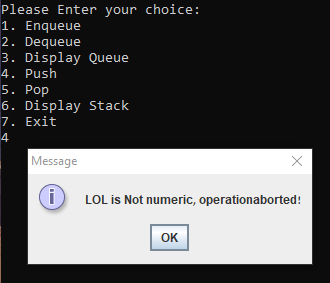 Please Enter your choice:
1. Enqueue
2. Dequeue
3. Display Queue
4. Push
5. Pop
6. Display Stack
7. Exit
4
Message
LOL is Not numeric, operationaborted!
OK